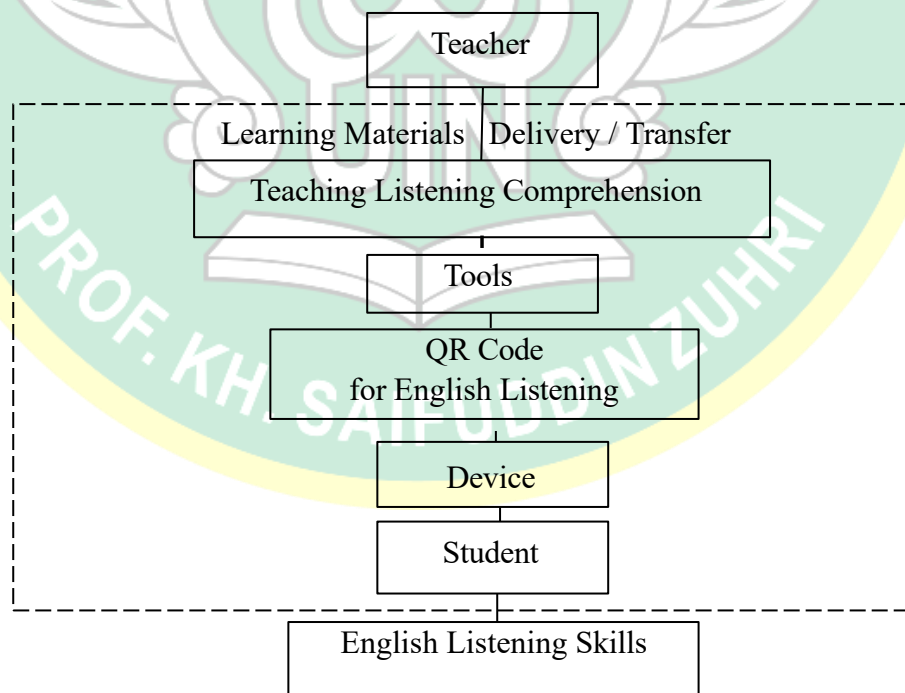 Teacher
UIN
Learning Materials Delivery / Transfer
Teaching Listening Comprehension
Tools
QR Code
for English Listening
PROF. KH. SAIFUDDIN ZUHRI
Device
Student
English Listening Skills